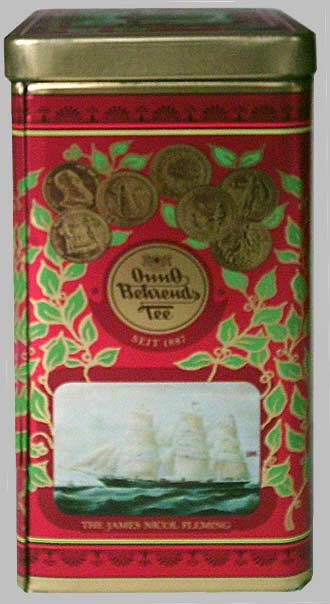 OnnO
Behrends
Tee
SEIT 1887
THE JAMES NICOL FLEMING